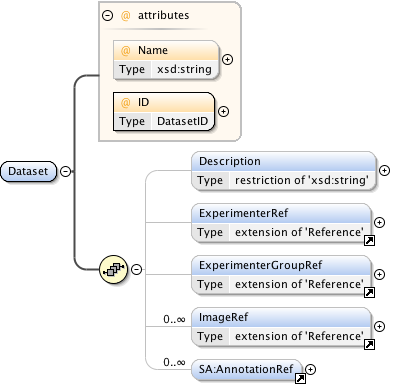 @ attributes
@ Name
Type xsd:string
@ ID
Type DatasetID
Dataset
Description
Type restriction of 'xsd:string'
ExperimenterRef
Type extension of 'Reference'
ExperimenterGroupRef
Type extension of 'Reference'
0..∞ ImageRef
Type extension of 'Reference'
0..∞ SA:AnnotationRef